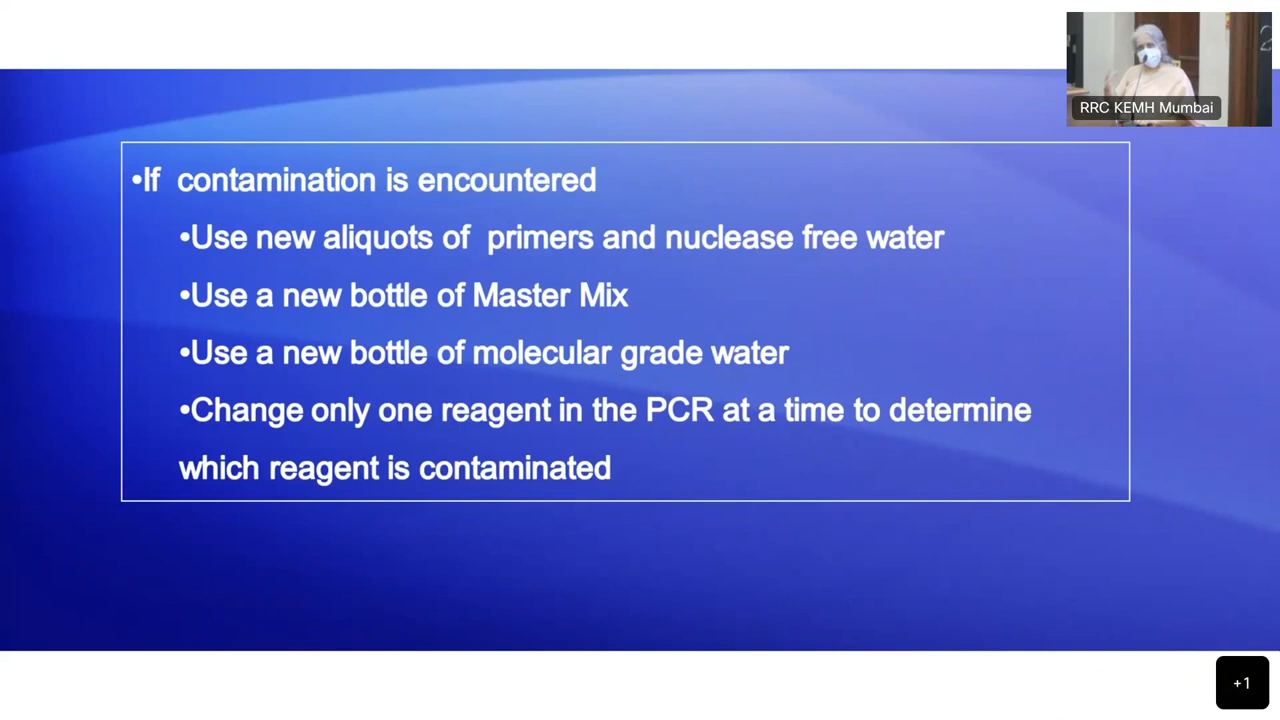 RRC KEMH Mumbai
•If contamination is encountered
•Use new aliquots of primers and nuclease free water
•Use a new bottle of Master Mix
•Use a new bottle of molecular grade water
•Change only one reagent in the PCR at a time to determine
which reagent is contaminated
+1